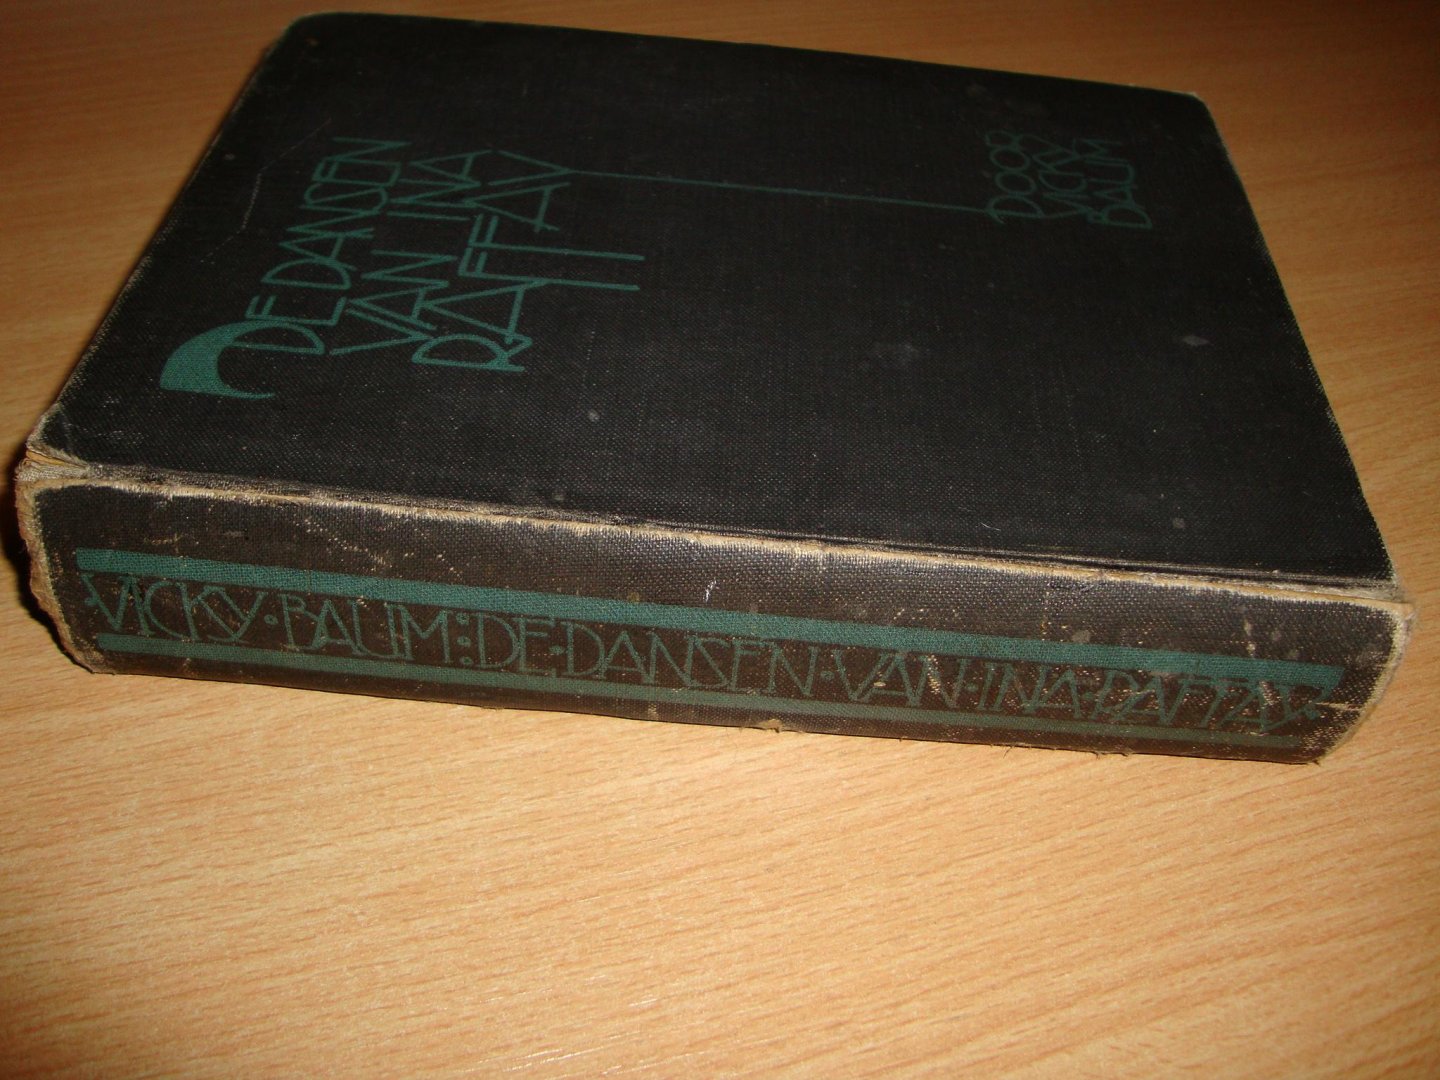 DE DANSEN
VAN INA
RAFFAY
DOOR
VICKY
BAUM
·VICKY·BAUM:DE·DANSEN·VAN·INA·RAFFAY·